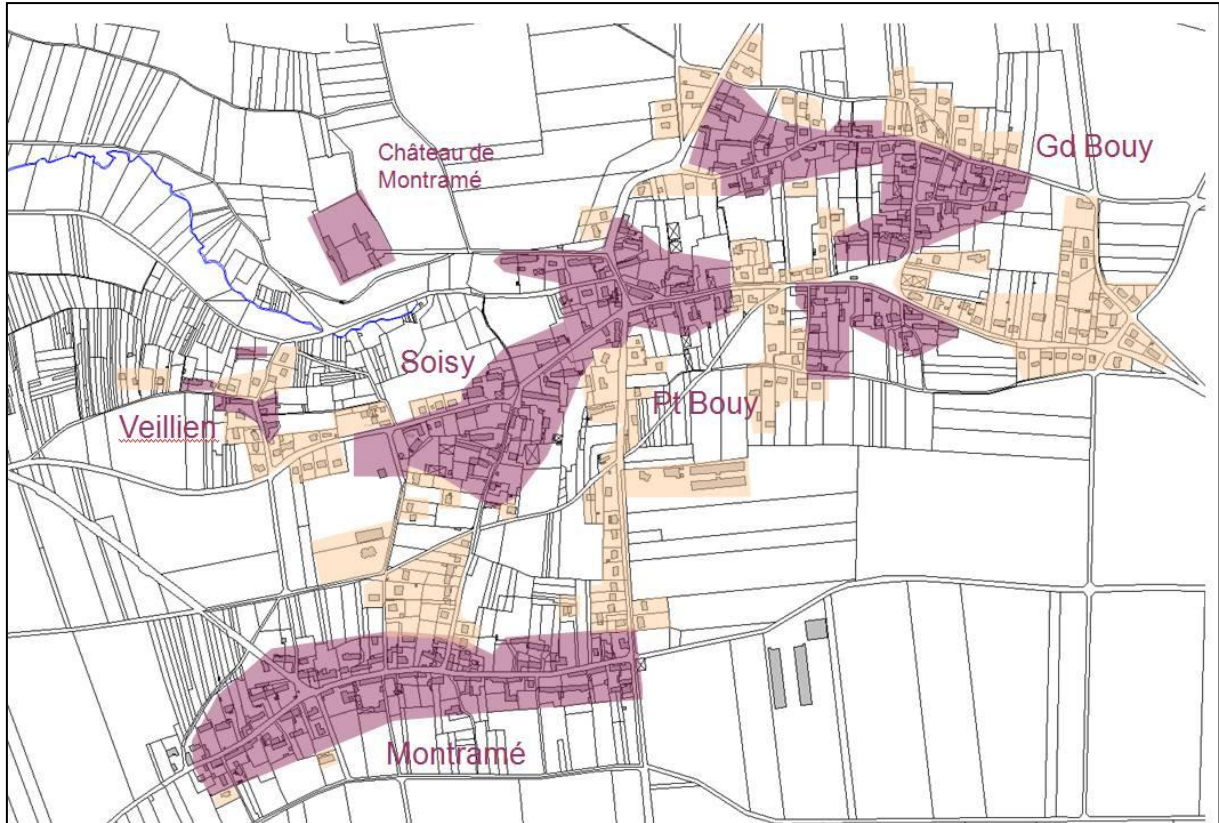 Gd Bouy
Château de
Montramé
Soisy
Pt Bouy
Veillien
Montramé